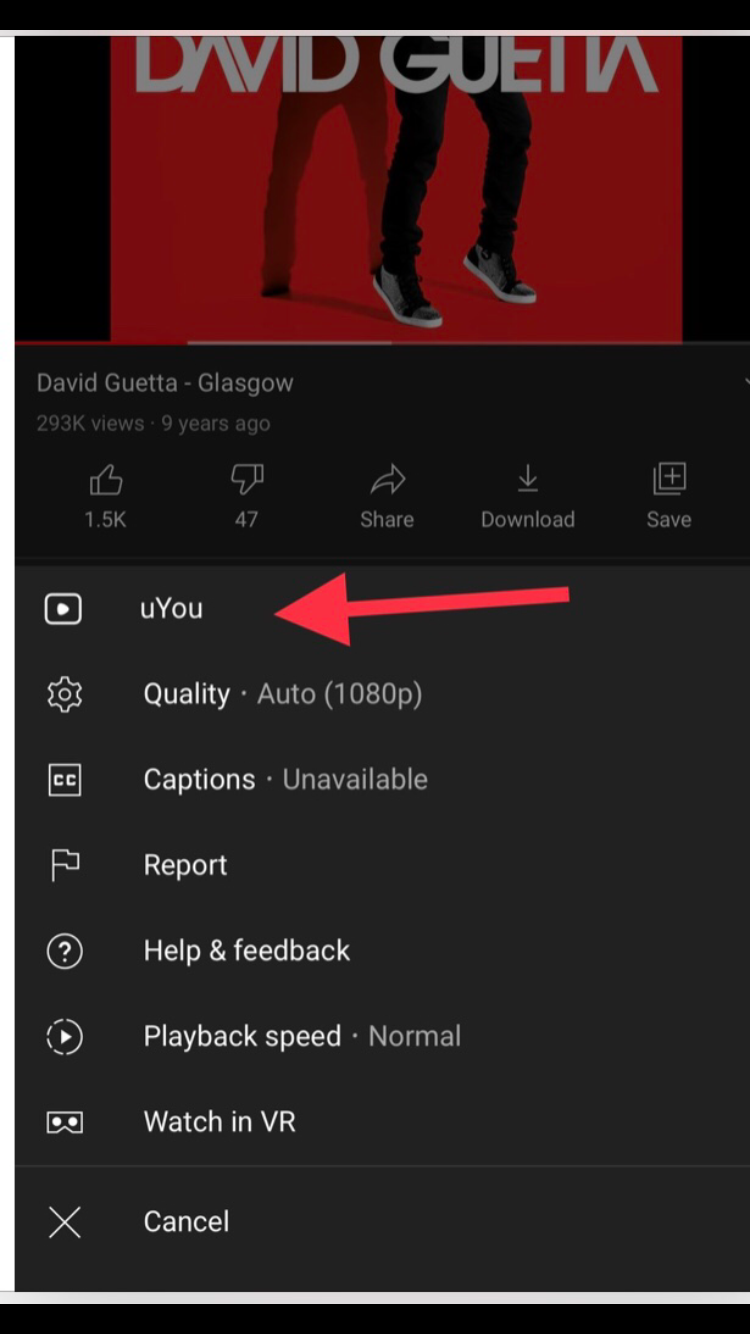 DAVID GUETTA
David Guetta - Glasgow
293K views · 9 years ago
1.5K
47
Share
Download
Save
uYou
Quality · Auto (1080p)
CC
Captions · Unavailable
Report
?
Help & feedback
Playback speed · Normal
Watch in VR
Cancel